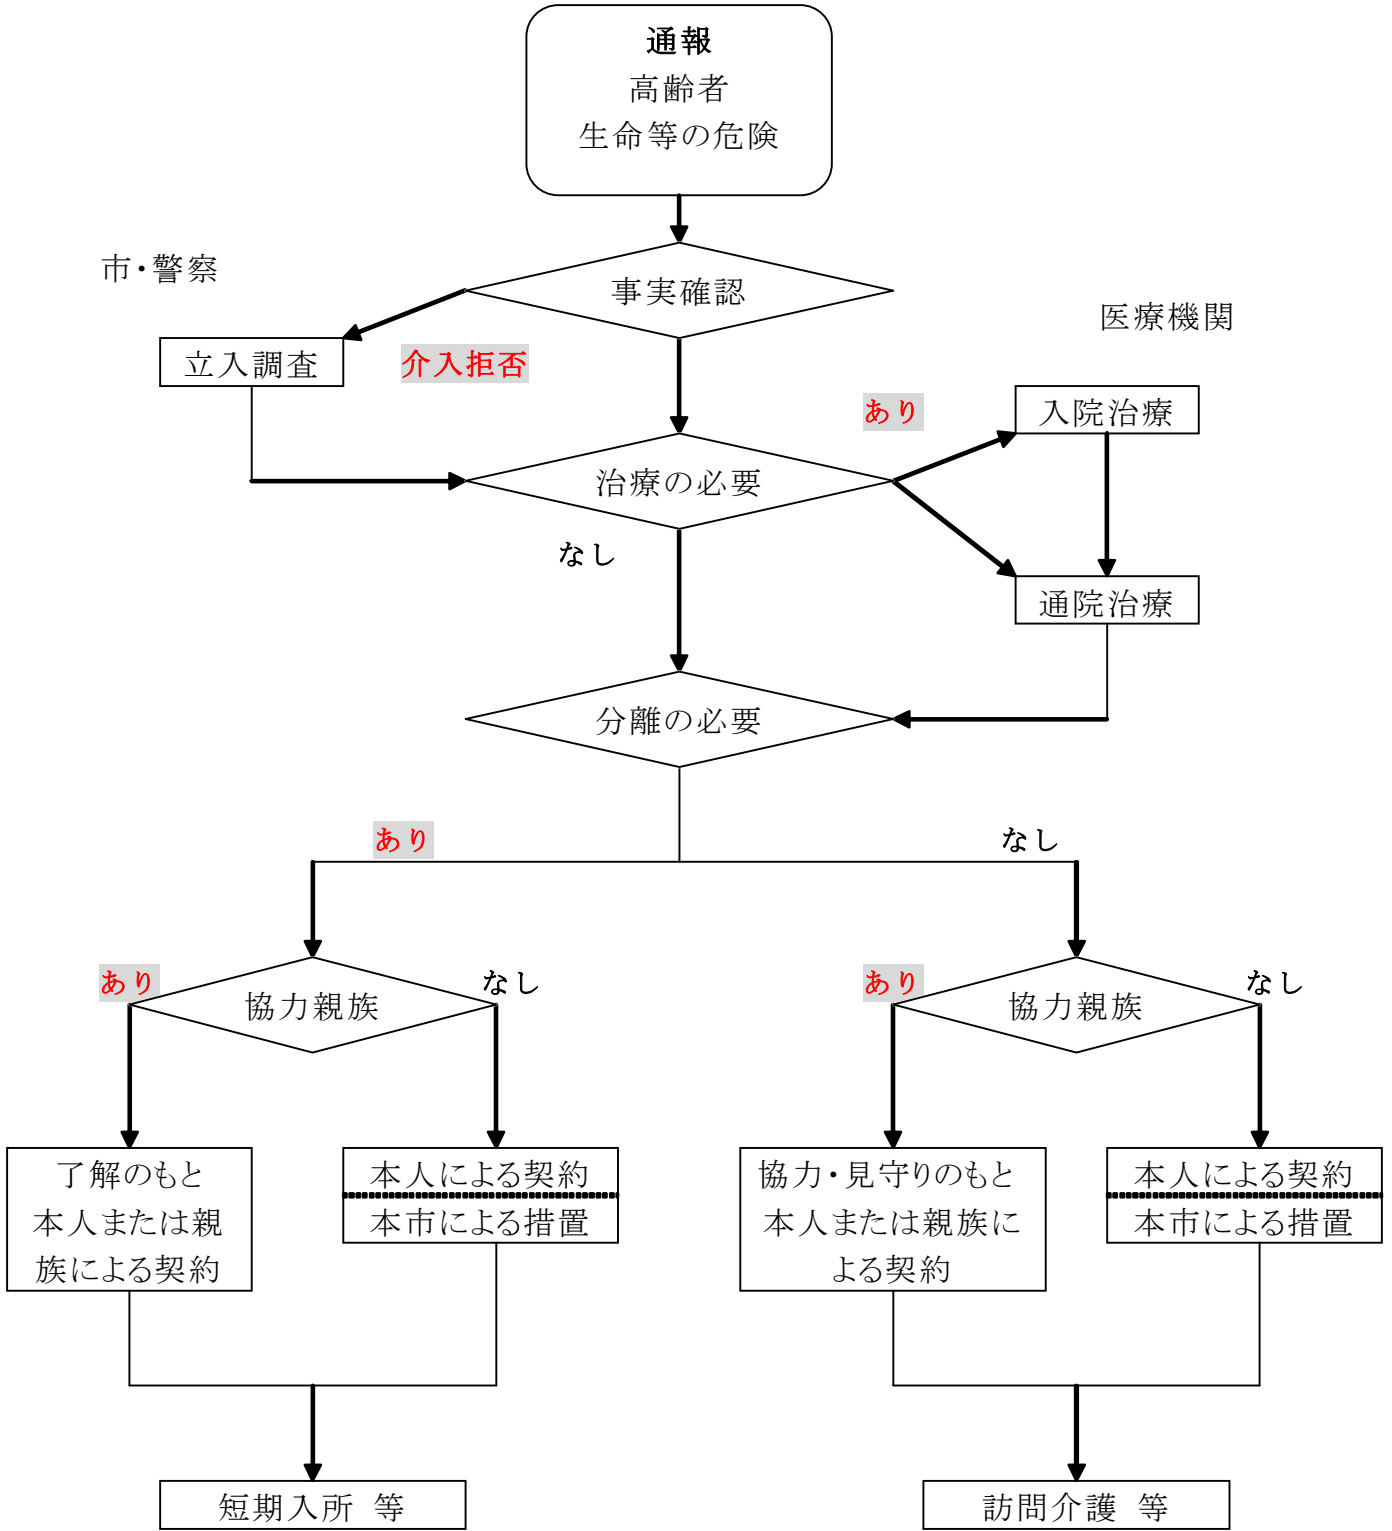 通報
高齢者
生命等の危険
市・警察
事実確認
医療機関
立入調査
介入拒否
あり
入院治療
治療の必要
なし
通院治療
分離の必要
あり
なし
あり
協力親族
なし
あり
協力親族
なし
了解のもと
本人または親
族による契約
本人による契約
本市による措置
協力・見守りのもと
本人または親族に
よる契約
本人による契約
本市による措置
短期入所 等
訪問介護 等